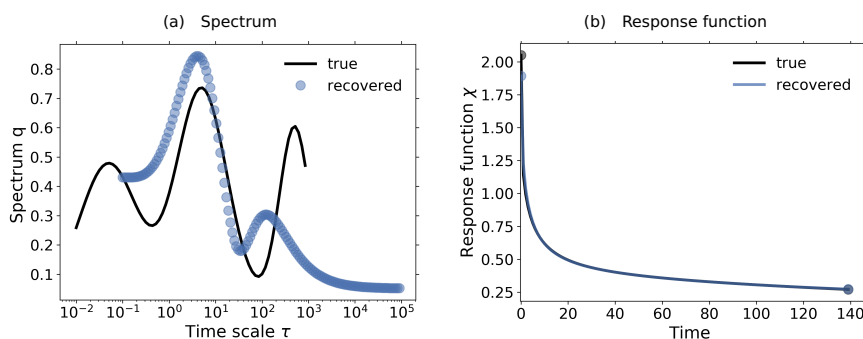 (a) Spectrum
0.8
0.7
0.6
0.5
0.4
0.3
0.2
0.1
Spectrum q
true
recovered
10⁻² 10⁻¹ 10⁰ 10¹ 10² 10³ 10⁴ 10⁵
Time scale τ
(b) Response function
2.00
1.75
1.50
1.25
1.00
0.75
0.50
0.25
Response function χ
true
recovered
0 20 40 60 80 100 120 140
Time